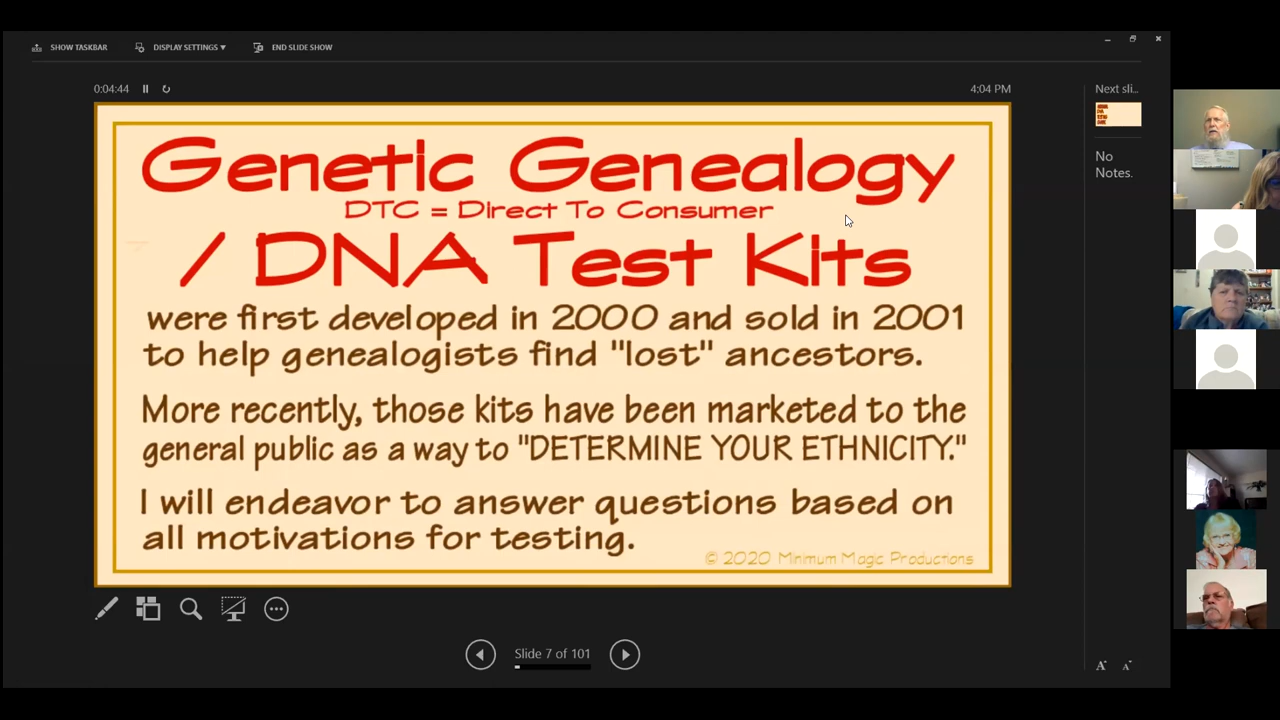 SHOW TASKBAR DISPLAY SETTINGS ▼ END SLIDE SHOW
0:04:44 4:04 PM
Next sli...
No
Notes.
Genetic Genealogy
DTC = Direct To Consumer
/ DNA Test Kits
were first developed in 2000 and sold in 2001
to help genealogists find "lost" ancestors.
More recently, those kits have been marketed to the
general public as a way to "DETERMINE YOUR ETHNICITY."
I will endeavor to answer questions based on
all motivations for testing.
© 2020 Minimum Magic Productions
Slide 7 of 101
A A